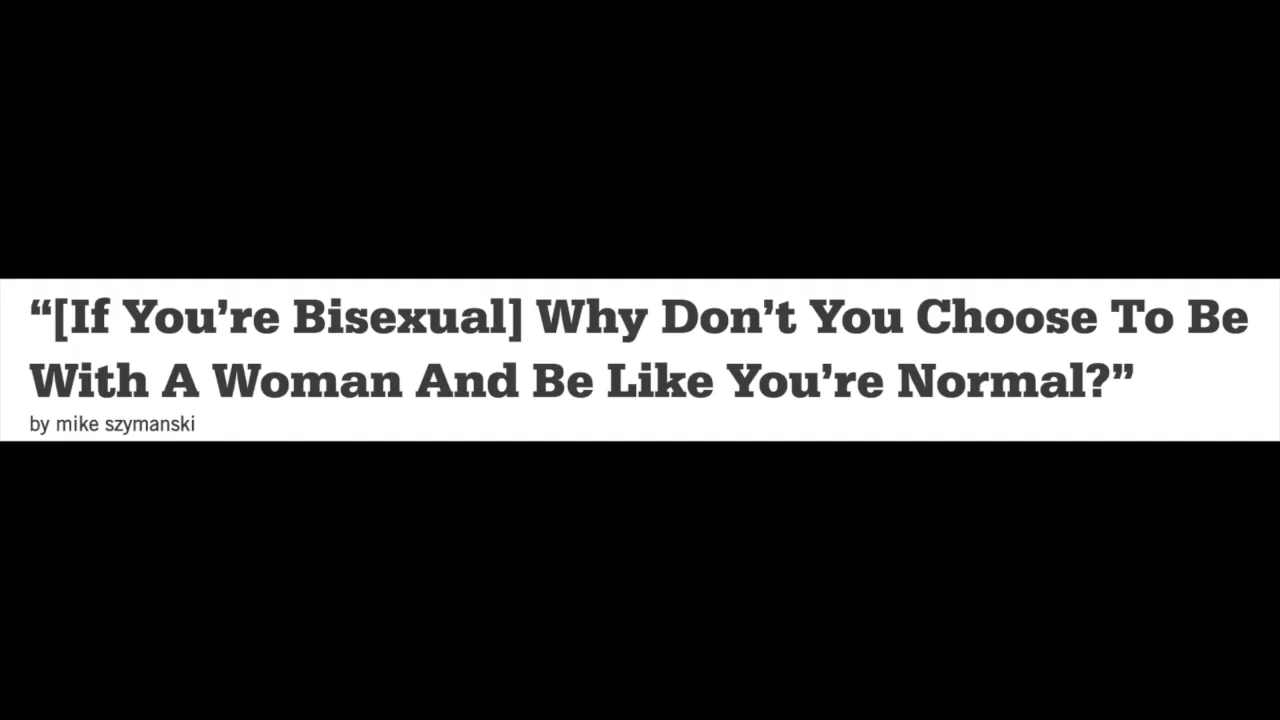 “[If You’re Bisexual] Why Don’t You Choose To Be
With A Woman And Be Like You’re Normal?”
by mike szymanski